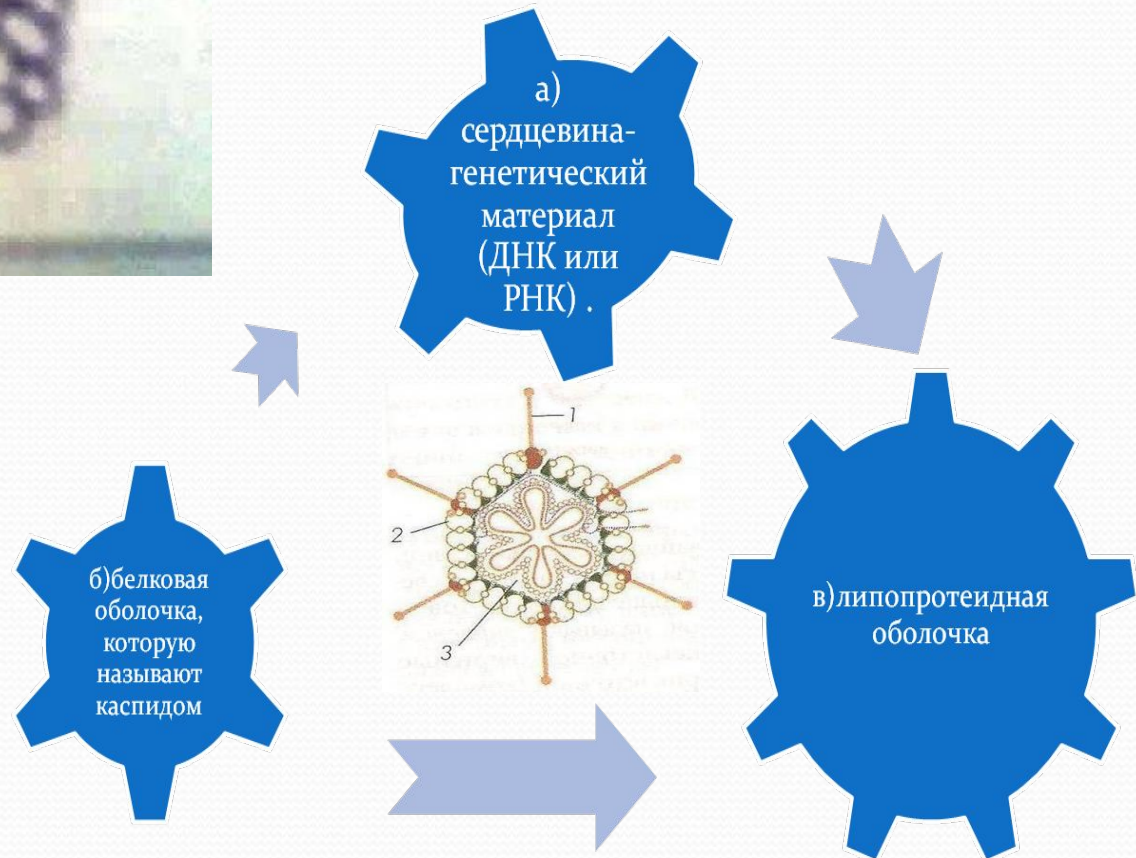 а)
сердцевина-
генетический
материал
(ДНК или
РНК) .
1
2
3
б)белковая
оболочка,
которую
называют
каспидом
в)липопротеидная
оболочка